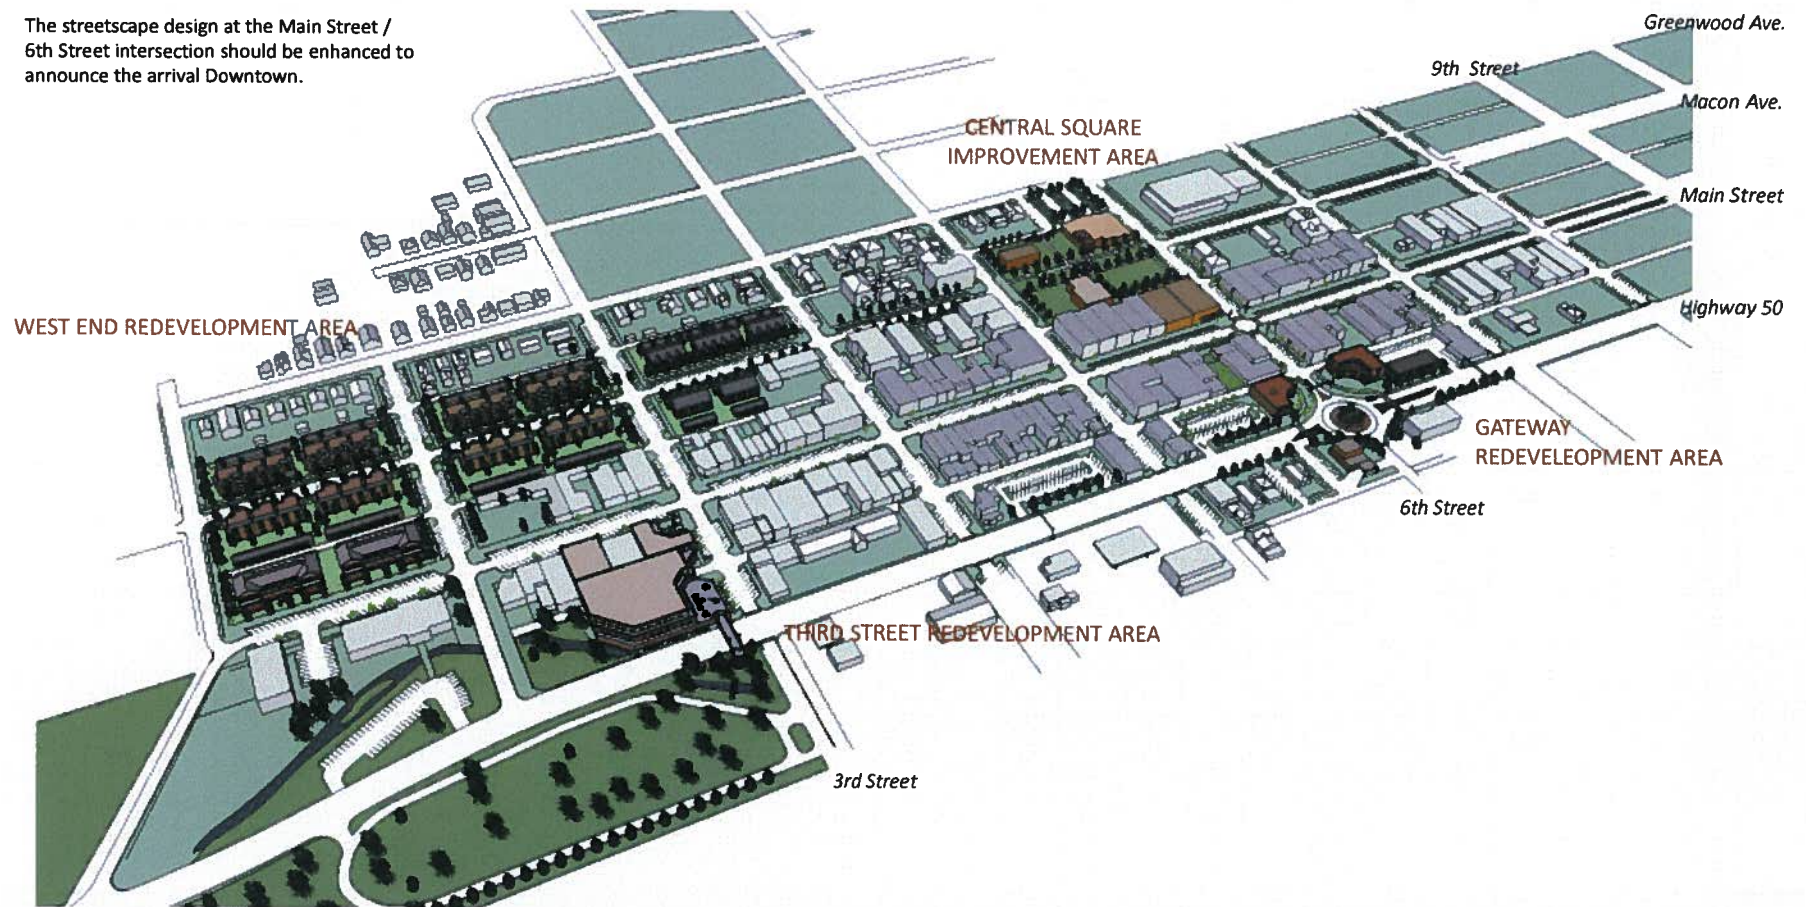 The streetscape design at the Main Street /
6th Street intersection should be enhanced to
announce the arrival Downtown.
Greenwood Ave.
9th Street
Macon Ave.
CENTRAL SQUARE
IMPROVEMENT AREA
Main Street
Highway 50
WEST END REDEVELOPMENT AREA
GATEWAY
REDEVELEOPMENT AREA
6th Street
THIRD STREET REDEVELOPMENT AREA
3rd Street